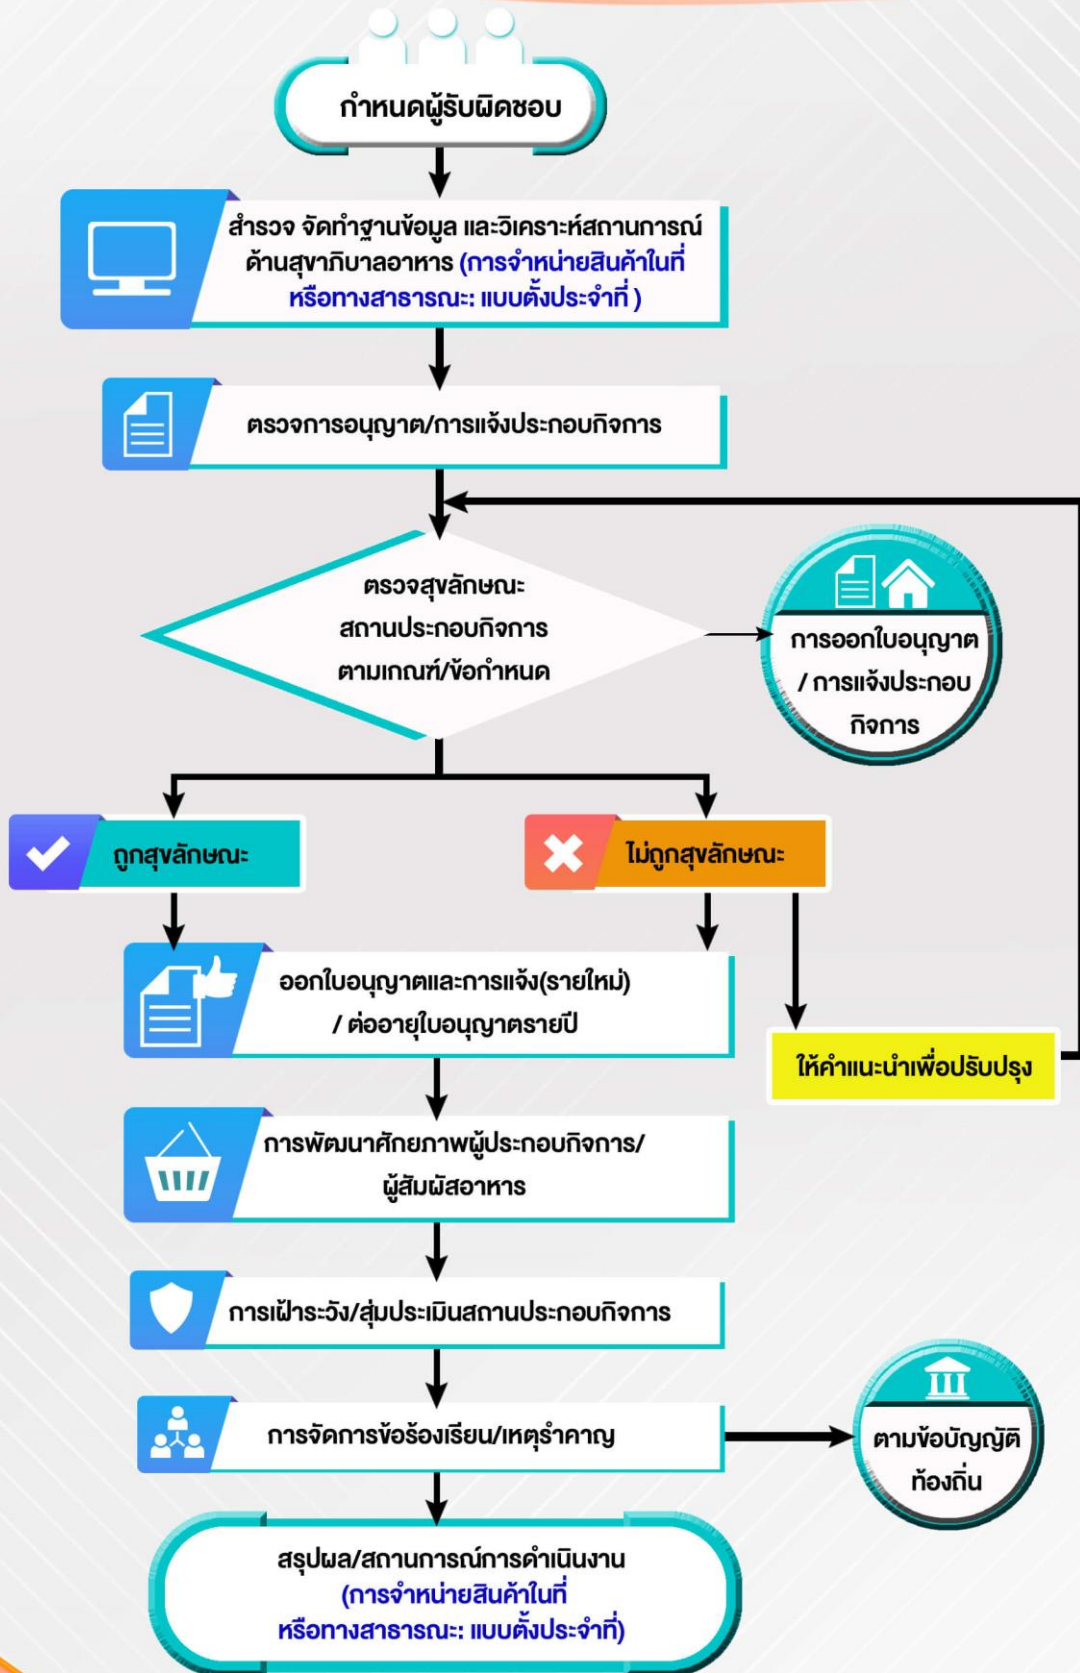 กำหนดผู้รับผิดชอบ
สำรวจ จัดทำฐานข้อมูล และวิเคราะห์สถานการณ์
ด้านสุขาภิบาลอาหาร (การจำหน่ายสินค้าในที่
หรือทางสาธารณะ: แบบตั้งประจำที่ )
ตรวจการอนุญาต/การแจ้งประกอบกิจการ
ตรวจสุขลักษณะ
สถานประกอบกิจการ
ตามเกณฑ์/ข้อกำหนด
การออกใบอนุญาต
/ การแจ้งประกอบ
กิจการ
ถูกสุขลักษณะ
ไม่ถูกสุขลักษณะ
ออกใบอนุญาตและการแจ้ง(รายใหม่)
/ ต่ออายุใบอนุญาตรายปี
ให้คำแนะนำเพื่อปรับปรุง
การพัฒนาศักยภาพผู้ประกอบกิจการ/
ผู้สัมผัสอาหาร
การเฝ้าระวัง/สุ่มประเมินสถานประกอบกิจการ
การจัดการข้อร้องเรียน/เหตุรำคาญ
ตามข้อบัญญัติ
ท้องถิ่น
สรุปผล/สถานการณ์การดำเนินงาน
(การจำหน่ายสินค้าในที่
หรือทางสาธารณะ: แบบตั้งประจำที่)